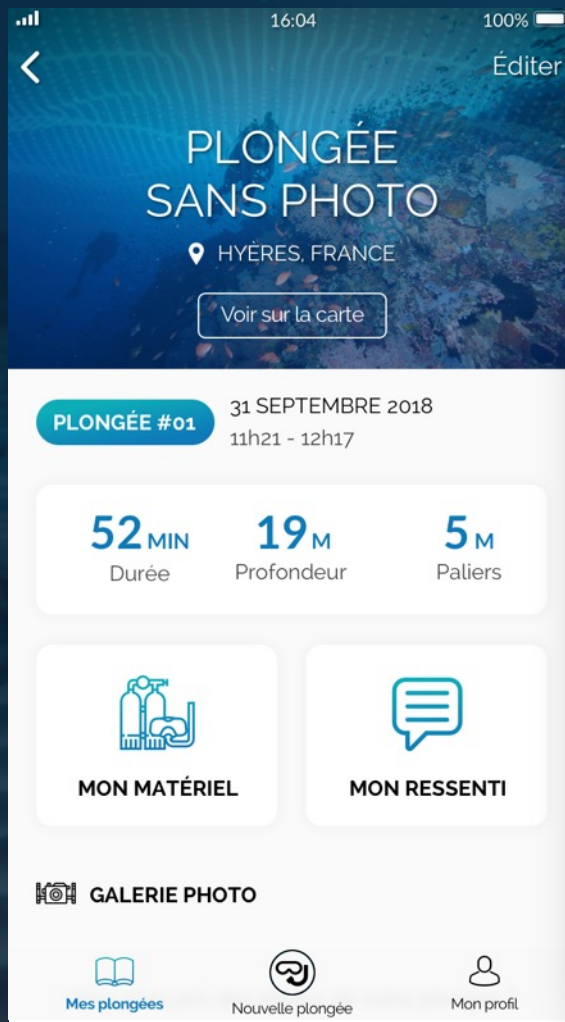 16:04
100%
Éditer
PLONGÉE
SANS PHOTO
HYÈRES, FRANCE
Voir sur la carte
PLONGÉE #01
31 SEPTEMBRE 2018
11h21 - 12h17
52 MIN
19 M
5 M
Durée
Profondeur
Paliers
MON MATÉRIEL
MON RESSENTI
GALERIE PHOTO
Mes plongées
Nouvelle plongée
Mon profil